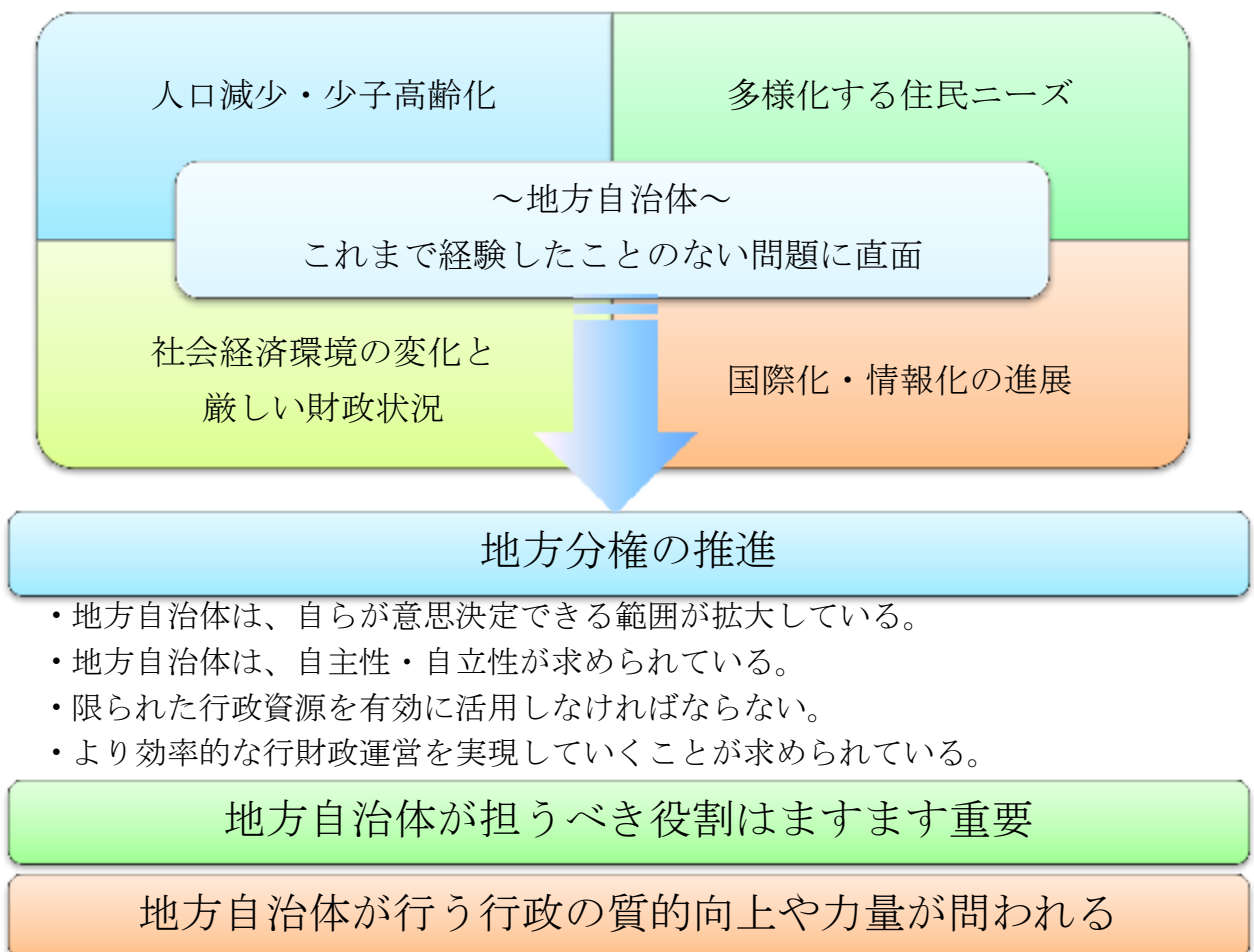 人口減少・少子高齢化
多様化する住民ニーズ
～地方自治体～
これまで経験したことのない問題に直面
社会経済環境の変化と
厳しい財政状況
国際化・情報化の進展
地方分権の推進
・地方自治体は、自らが意思決定できる範囲が拡大している。
・地方自治体は、自主性・自立性が求められている。
・限られた行政資源を有効に活用しなければならない。
・より効率的な行財政運営を実現していくことが求められている。
地方自治体が担うべき役割はますます重要
地方自治体が行う行政の質的向上や力量が問われる